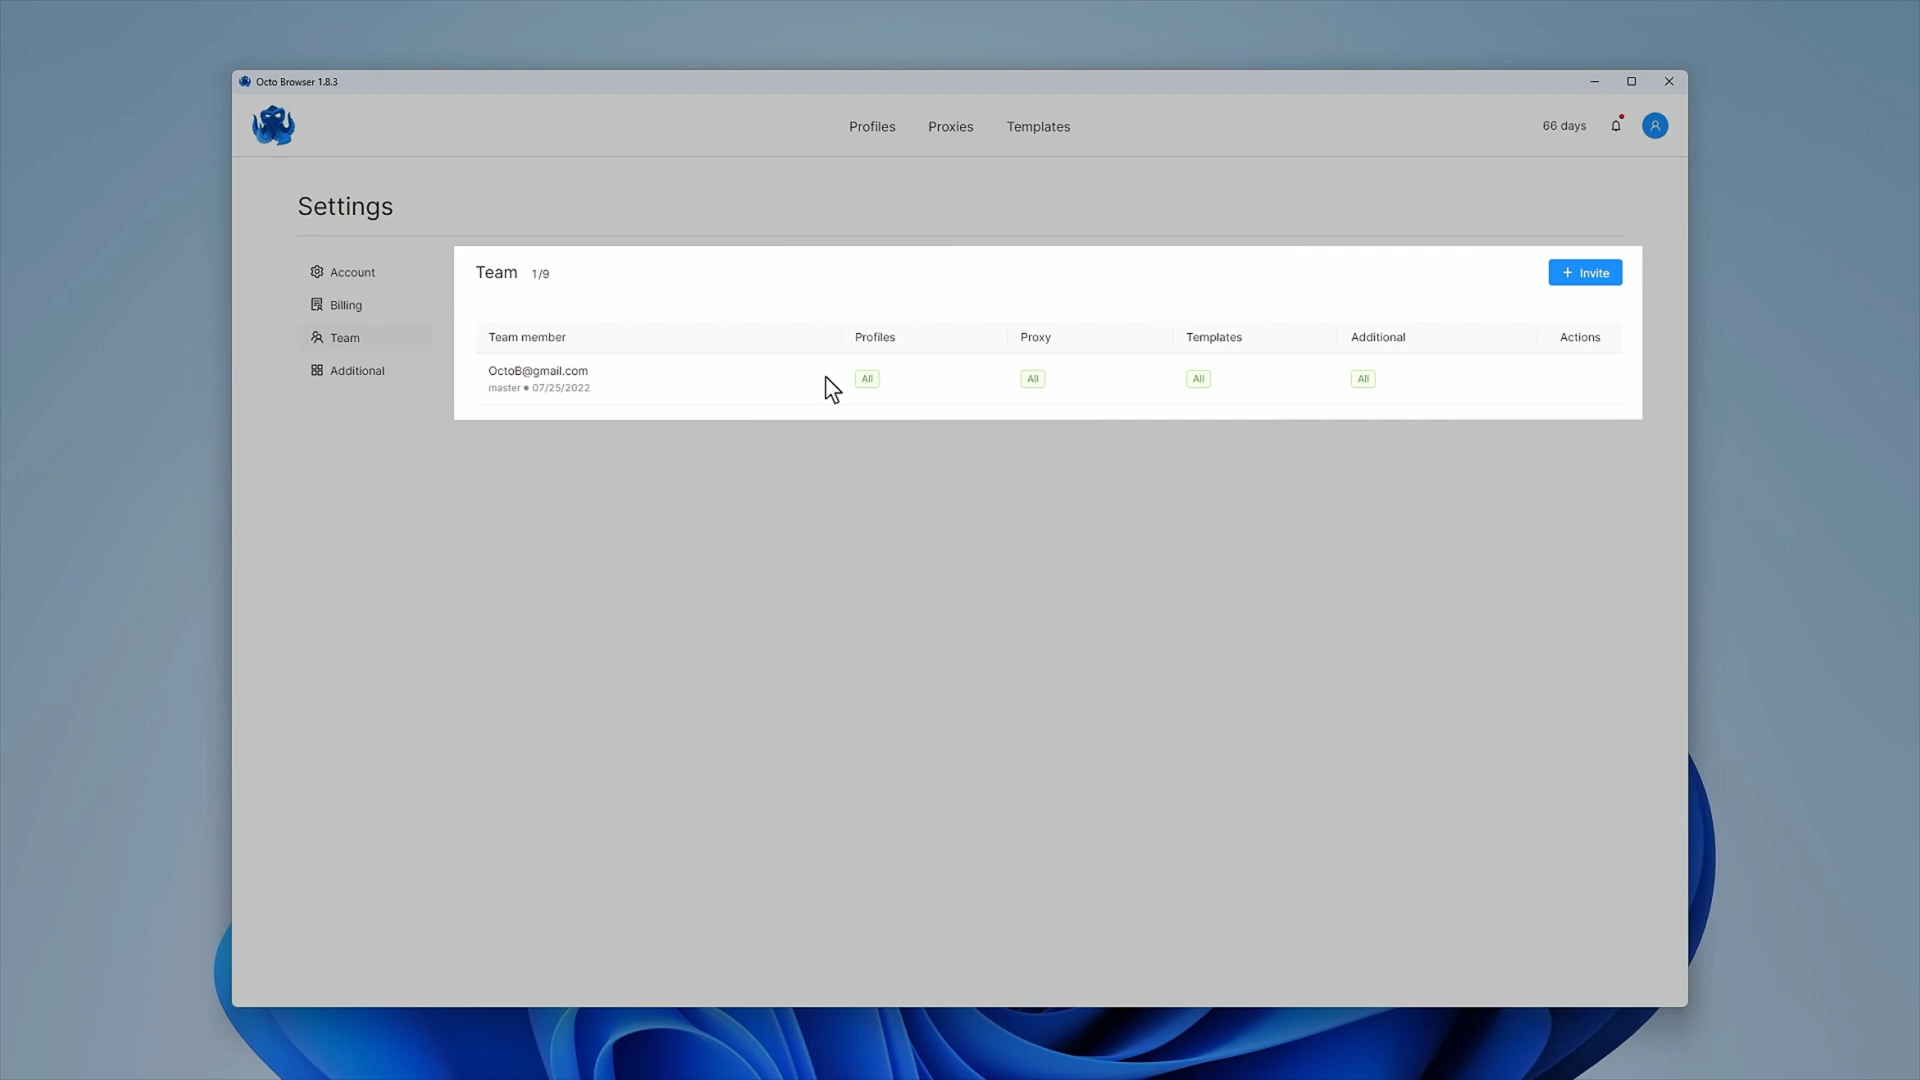 Octo Browser 1.8.3
Profiles Proxies Templates
66 days
Settings
Account
Billing
Team
Additional
Team 1/9
+ Invite
Team member Profiles Proxy Templates Additional Actions
OctoB@gmail.com All All All All
master ● 07/25/2022